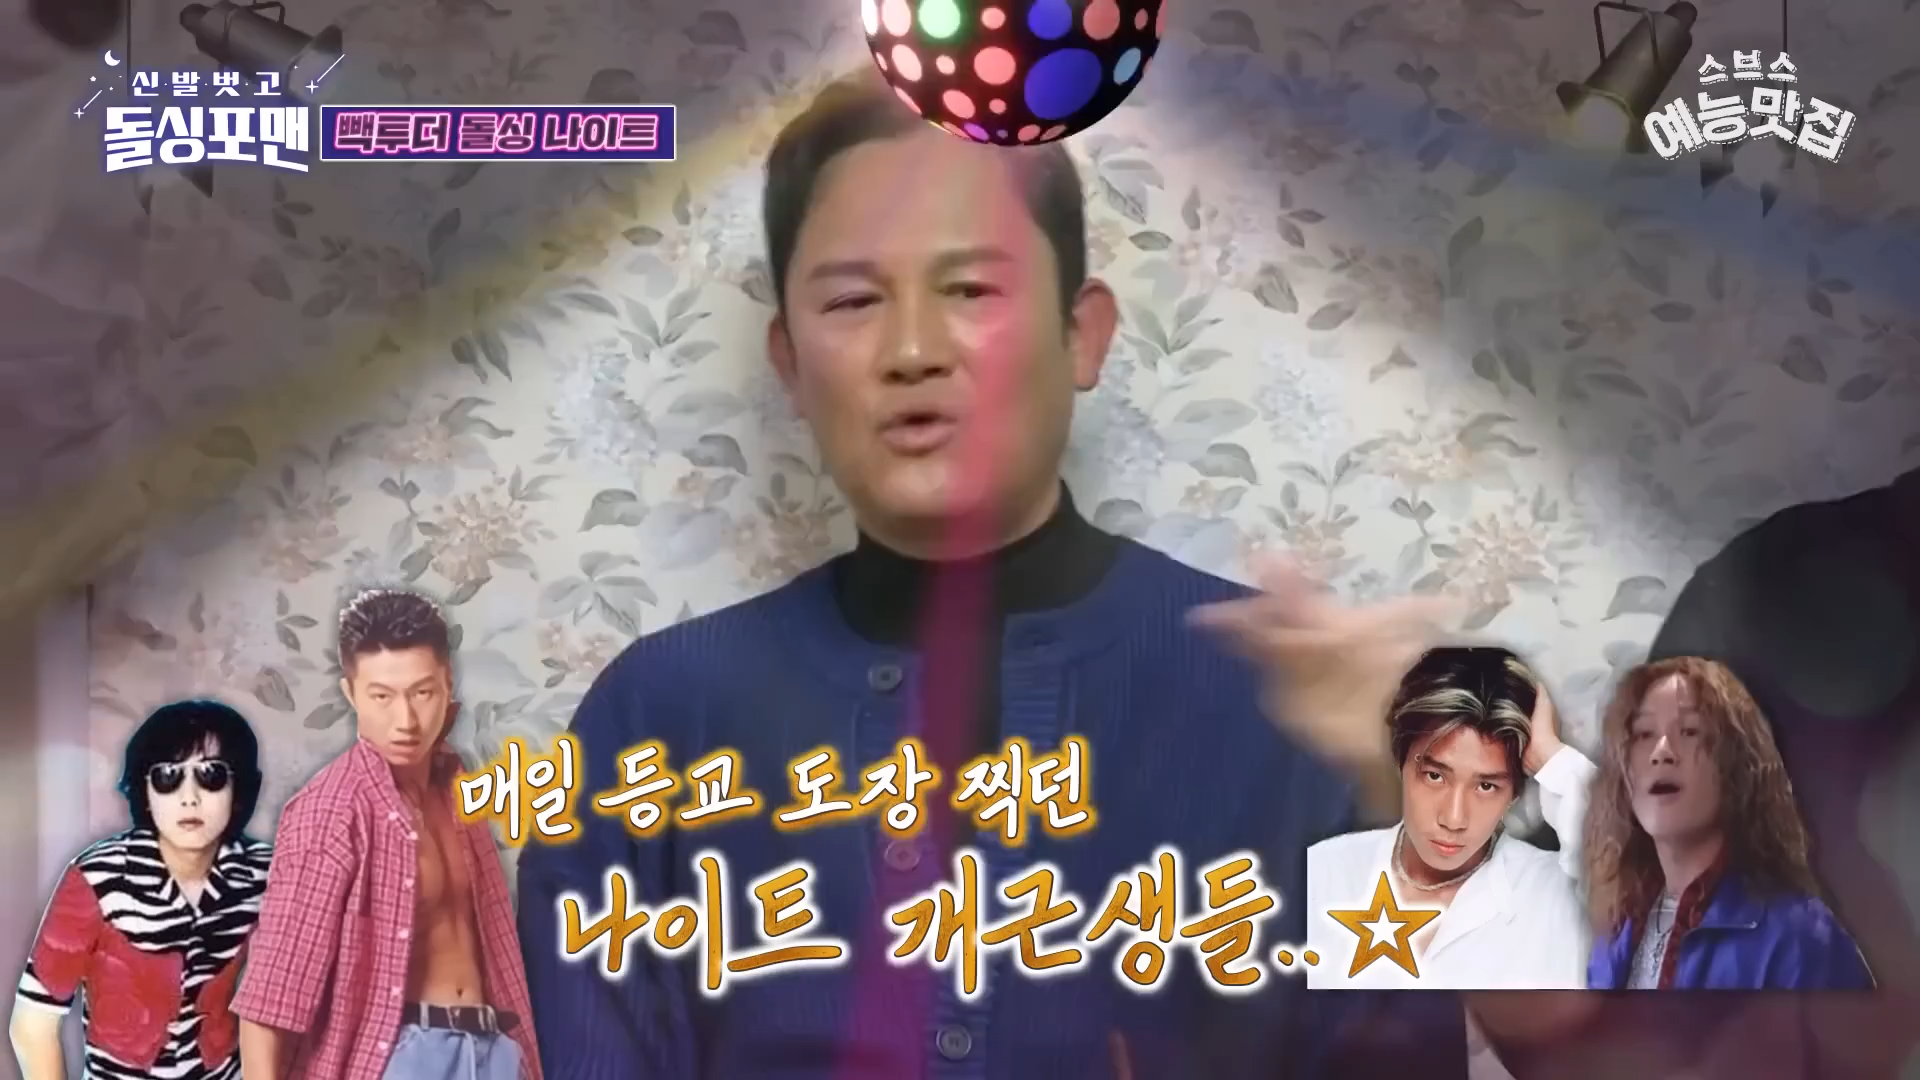 신·발·벗·고
돌싱포맨
빽투더 돌싱 나이트
스브스
예능맛집
매일 등교 도장 찍던
나이트 개근생들..☆